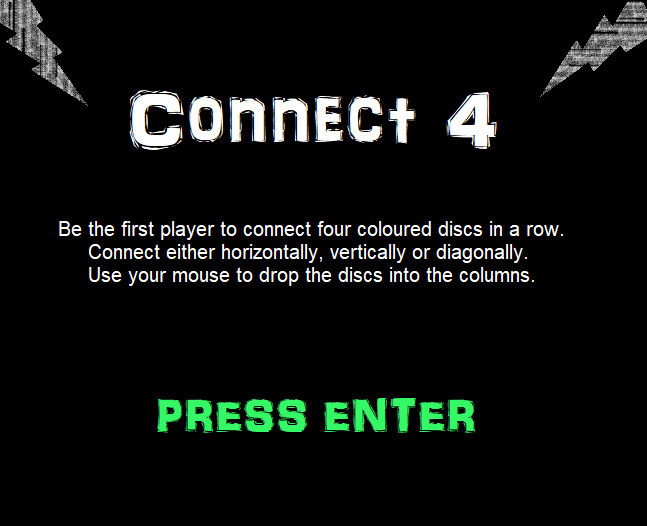 Connect 4
Be the first player to connect four coloured discs in a row.
Connect either horizontally, vertically or diagonally.
Use your mouse to drop the discs into the columns.
PRESS ENTER